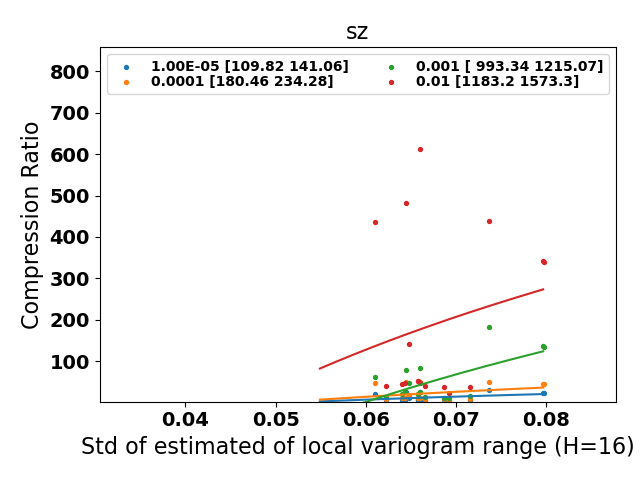 sz
1.00E-05 [109.82 141.06]
0.0001 [180.46 234.28]
0.001 [ 993.34 1215.07]
0.01 [1183.2 1573.3]
Compression Ratio
800
700
600
500
400
300
200
100
0.04 0.05 0.06 0.07 0.08
Std of estimated of local variogram range (H=16)